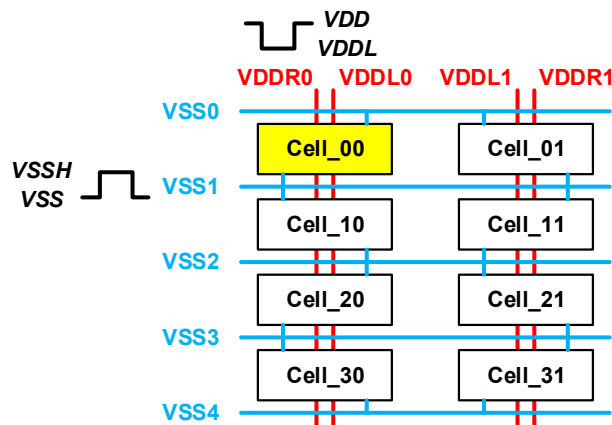 VDD
VDDL
VDDR0 VDDL0 VDDL1 VDDR1
VSS0
Cell_00 Cell_01
VSSH
VSS
VSS1
Cell_10 Cell_11
VSS2
Cell_20 Cell_21
VSS3
Cell_30 Cell_31
VSS4